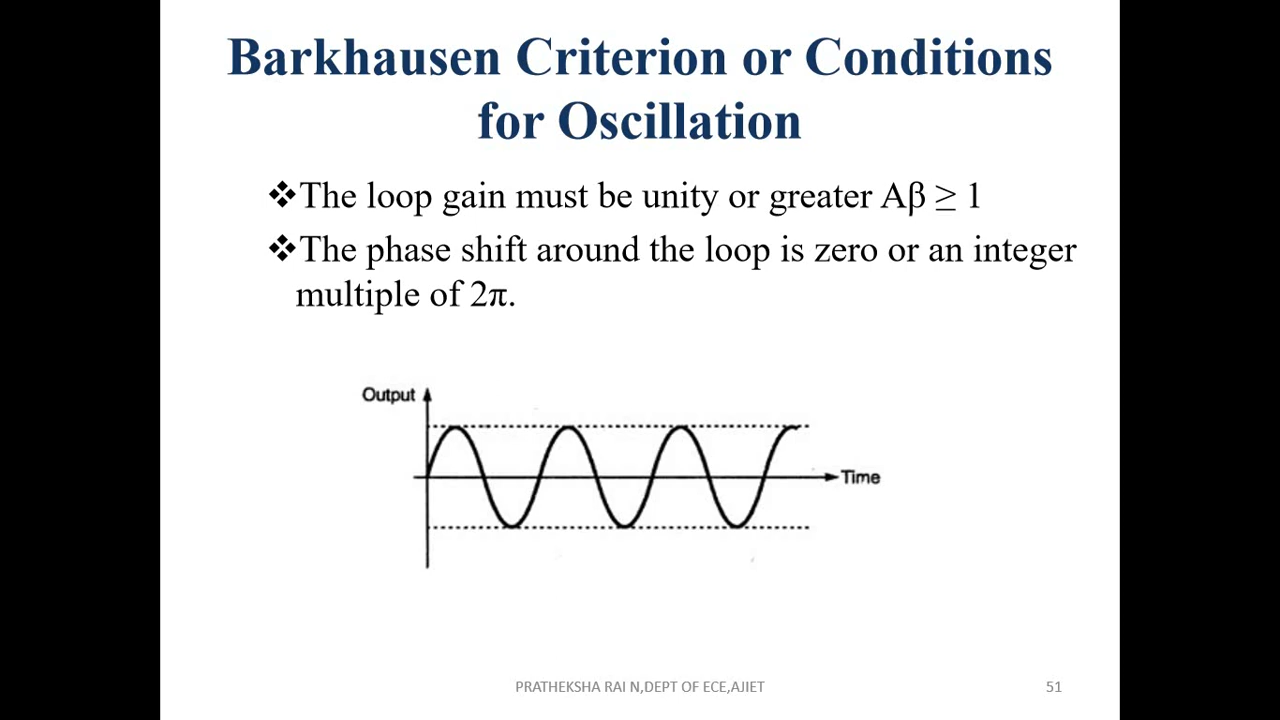 Barkhausen Criterion or Conditions
for Oscillation
❖The loop gain must be unity or greater Aβ ≥ 1
❖The phase shift around the loop is zero or an integer
multiple of 2π.
Output
Time
PRATHEKSHA RAI N,DEPT OF ECE,AJIET
51